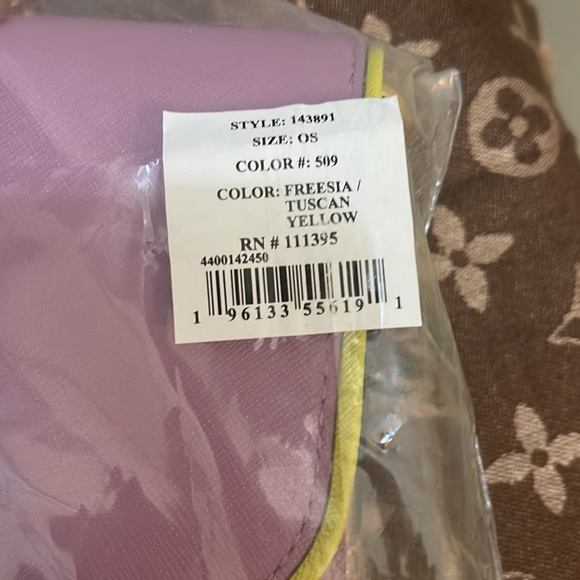 STYLE: 143891
SIZE: OS
COLOR #: 509
COLOR: FREESIA /
TUSCAN
YELLOW
RN # 111395
4400142450
1 96133 55619 1